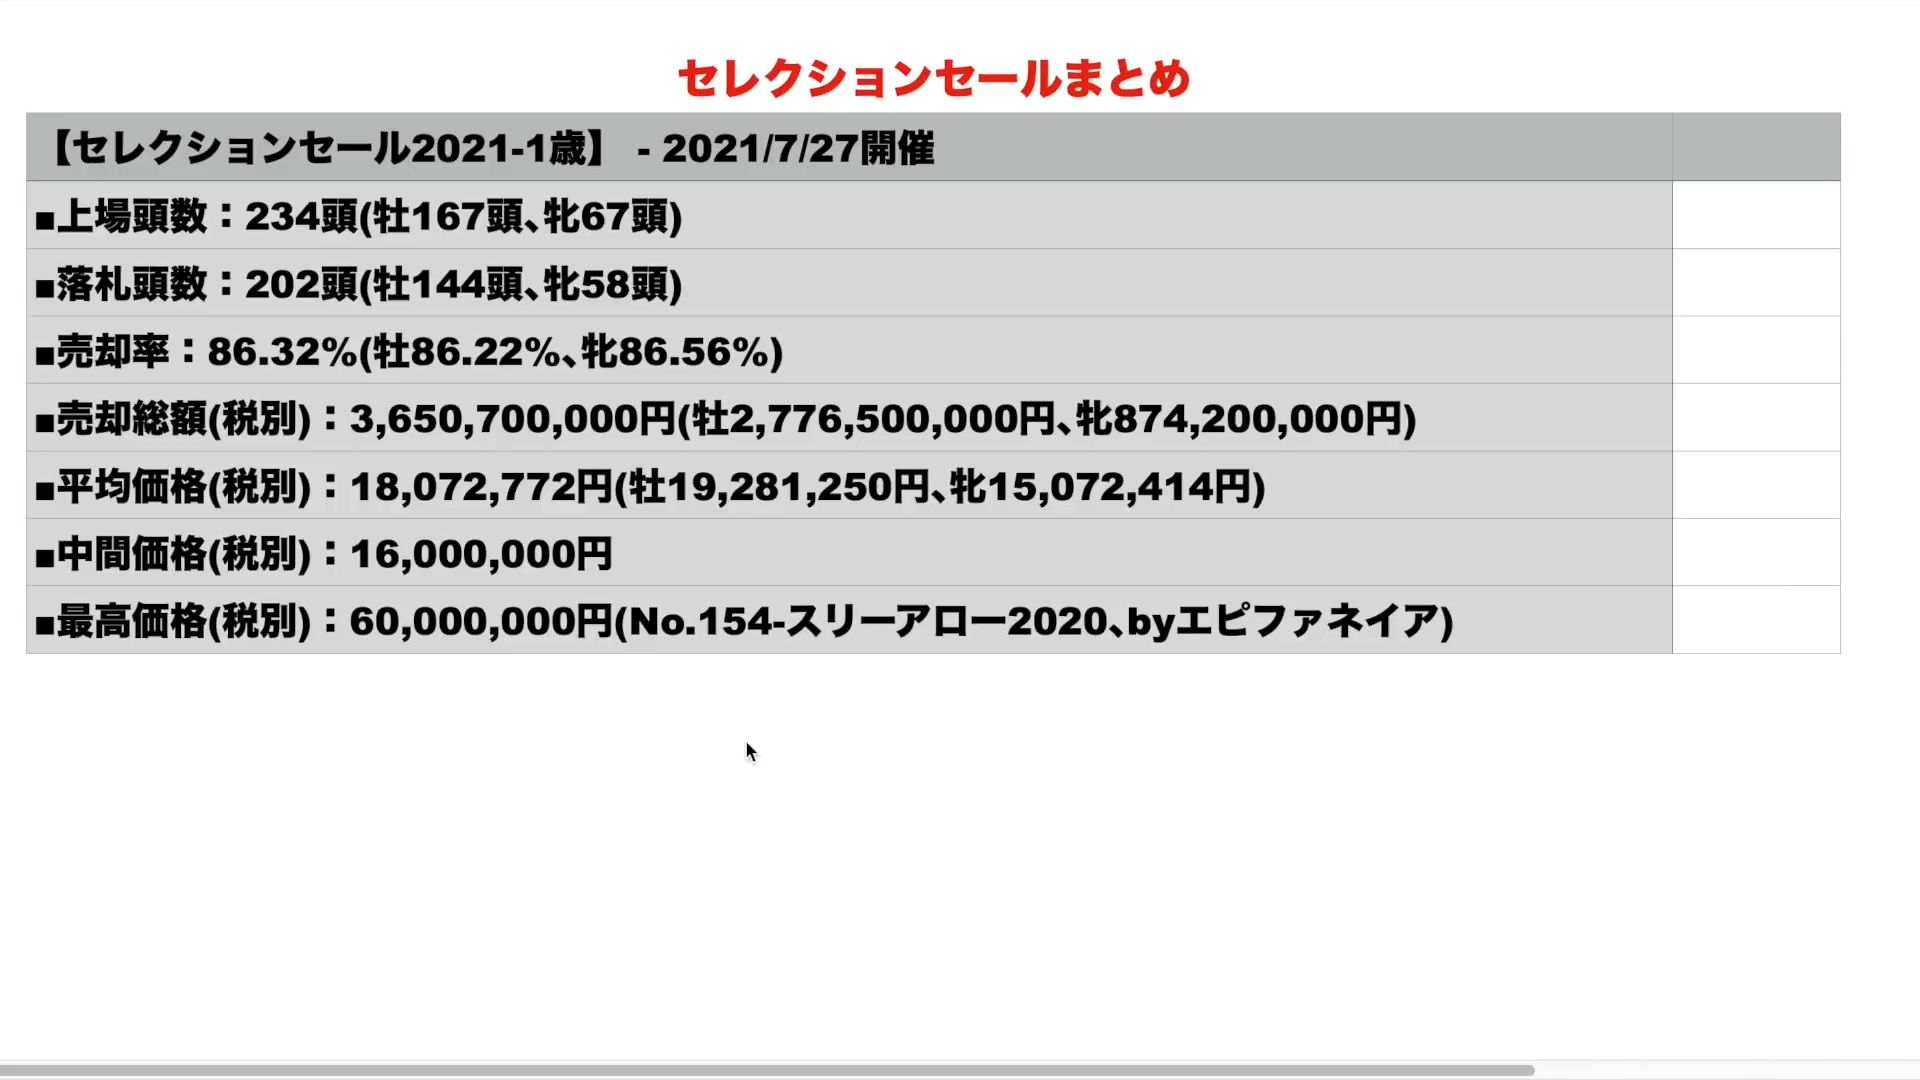 セレクションセールまとめ
【セレクションセール2021-1歳】 - 2021/7/27開催
■上場頭数：234頭(牡167頭、牝67頭)
■落札頭数：202頭(牡144頭、牝58頭)
■売却率：86.32%(牡86.22%、牝86.56%)
■売却総額(税別)：3,650,700,000円(牡2,776,500,000円、牝874,200,000円)
■平均価格(税別)：18,072,772円(牡19,281,250円、牝15,072,414円)
■中間価格(税別)：16,000,000円
■最高価格(税別)：60,000,000円(No.154-スリーアロー2020、byエピファネイア)